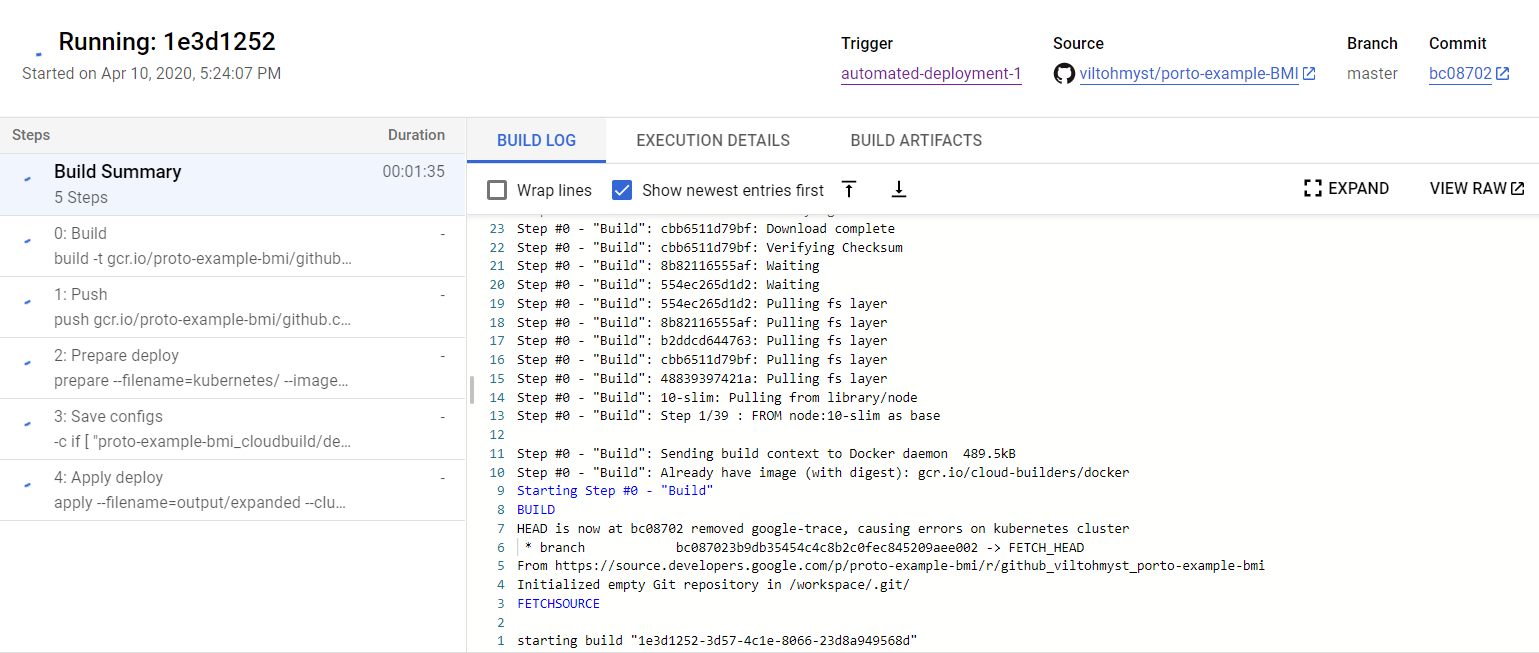 Running: 1e3d1252
Started on Apr 10, 2020, 5:24:07 PM
Trigger
automated-deployment-1
Source
viltohmyst/porto-example-BMI
Branch
master
Commit
bc08702
Steps
Duration
Build Summary
00:01:35
5 Steps
0: Build
-
build -t gcr.io/proto-example-bmi/github...
1: Push
-
push gcr.io/proto-example-bmi/github.c...
2: Prepare deploy
-
prepare --filename=kubernetes/ --image...
3: Save configs
-
-c if [ "proto-example-bmi_cloudbuild/de...
4: Apply deploy
-
apply --filename=output/expanded --clu...
BUILD LOG
EXECUTION DETAILS
BUILD ARTIFACTS
Wrap lines
Show newest entries first
EXPAND
VIEW RAW
23 Step #0 - "Build": cbb6511d79bf: Download complete
22 Step #0 - "Build": cbb6511d79bf: Verifying Checksum
21 Step #0 - "Build": 8b82116555af: Waiting
20 Step #0 - "Build": 554ec265d1d2: Waiting
19 Step #0 - "Build": 554ec265d1d2: Pulling fs layer
18 Step #0 - "Build": 8b82116555af: Pulling fs layer
17 Step #0 - "Build": b2ddcd644763: Pulling fs layer
16 Step #0 - "Build": cbb6511d79bf: Pulling fs layer
15 Step #0 - "Build": 48839397421a: Pulling fs layer
14 Step #0 - "Build": 10-slim: Pulling from library/node
13 Step #0 - "Build": Step 1/39 : FROM node:10-slim as base
12
11 Step #0 - "Build": Sending build context to Docker daemon  489.5kB
10 Step #0 - "Build": Already have image (with digest): gcr.io/cloud-builders/docker
9 Starting Step #0 - "Build"
8 BUILD
7 HEAD is now at bc08702 removed google-trace, causing errors on kubernetes cluster
6 * branch            bc087023b9db35454c4c8b2c0fec845209aee002 -> FETCH_HEAD
5 From https://source.developers.google.com/p/proto-example-bmi/r/github_viltohmyst_porto-example-bmi
4 Initialized empty Git repository in /workspace/.git/
3 FETCHSOURCE
2
1 starting build "1e3d1252-3d57-4c1e-8066-23d8a949568d"